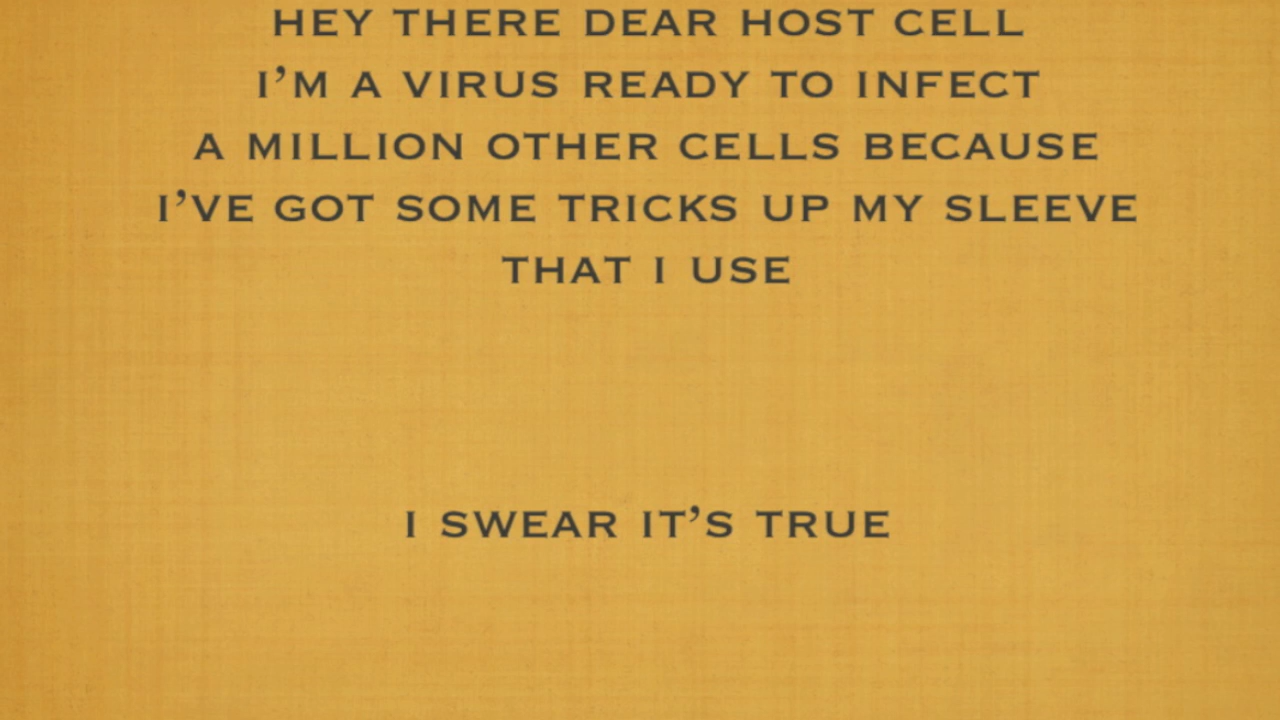 HEY THERE DEAR HOST CELL
I'M A VIRUS READY TO INFECT
A MILLION OTHER CELLS BECAUSE
I'VE GOT SOME TRICKS UP MY SLEEVE
THAT I USE
I SWEAR IT'S TRUE